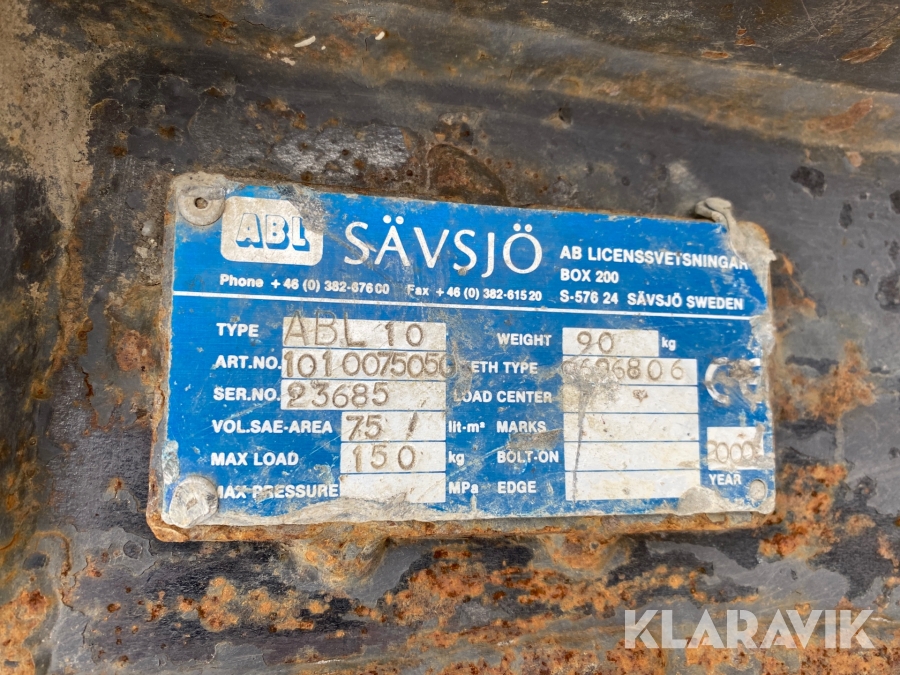 ABL SÄVSJÖ AB LICENSSVETSNINGAR
BOX 200
Phone +46 (0) 382-676 00 Fax +46 (0) 382-615 20 S-576 24 SÄVSJÖ SWEDEN
TYPE ABL 10 WEIGHT 90 kg
ART.NO. 1010075050 TYPE
SER.NO. 23685 LOAD CENTER
VOL.SAE-AREA 75 / lit-m² MARKS
MAX LOAD 150 kg BOLT-ON 2000
MAX PRESSURE MPa EDGE YEAR
CE
KLARAVIK